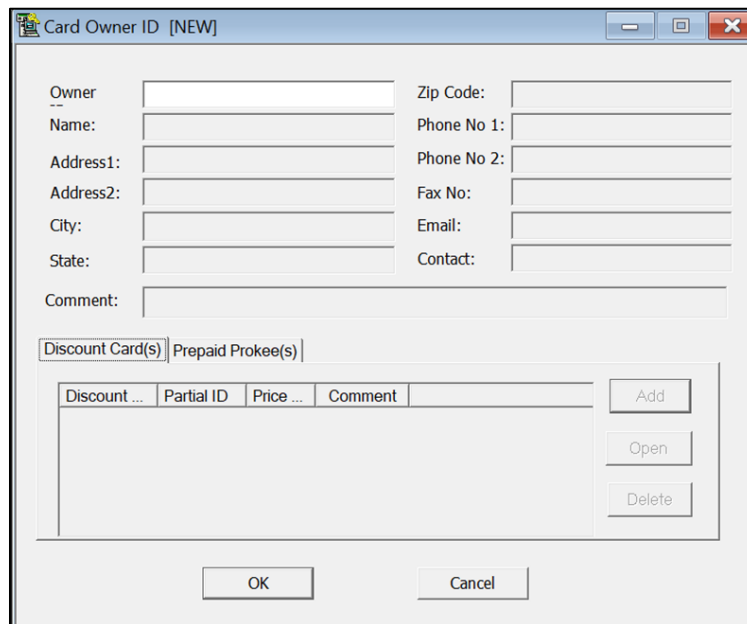 Card Owner ID [NEW]
Owner
Zip Code:
Name:
Phone No 1:
Address1:
Phone No 2:
Address2:
Fax No:
City:
Email:
State:
Contact:
Comment:
Discount Card(s) Prepaid Prokee(s)
Discount ... Partial ID Price ... Comment
Add
Open
Delete
OK Cancel